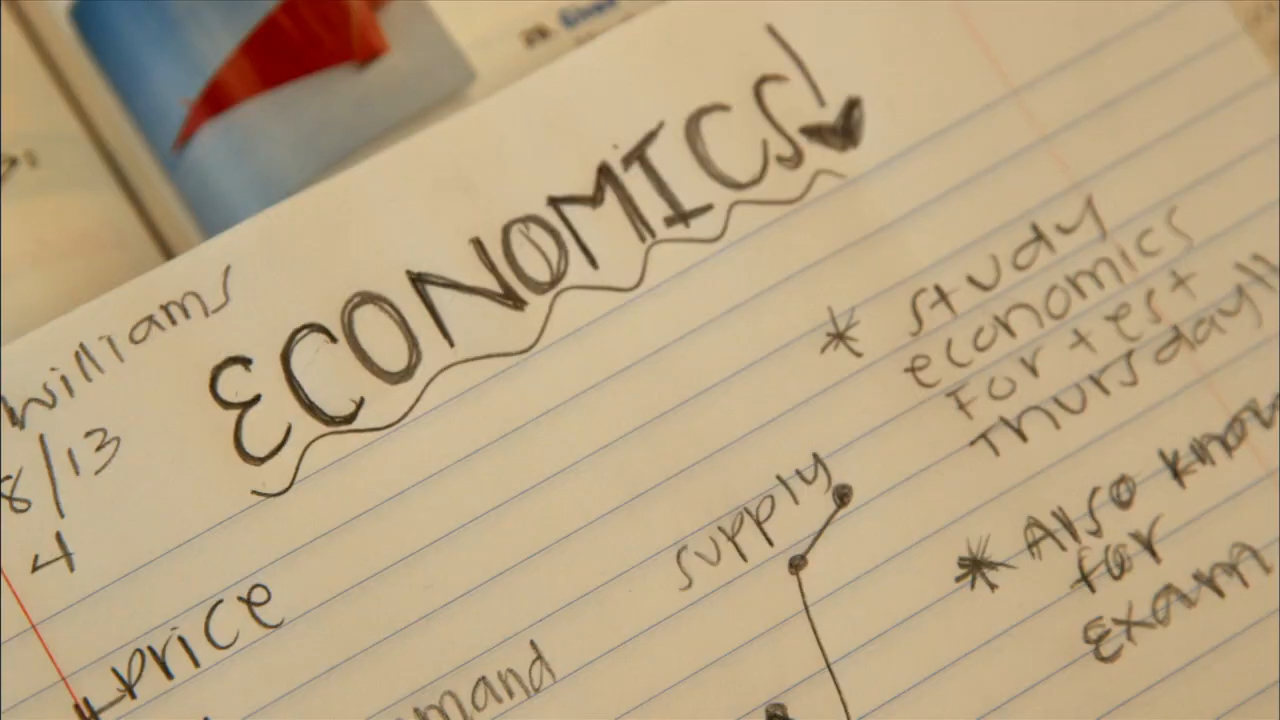 ECONOMICS
Williams
8/13
4
* study
economics
for test
Thursday!!
supply
* Also know
for
Exam
Price
mand